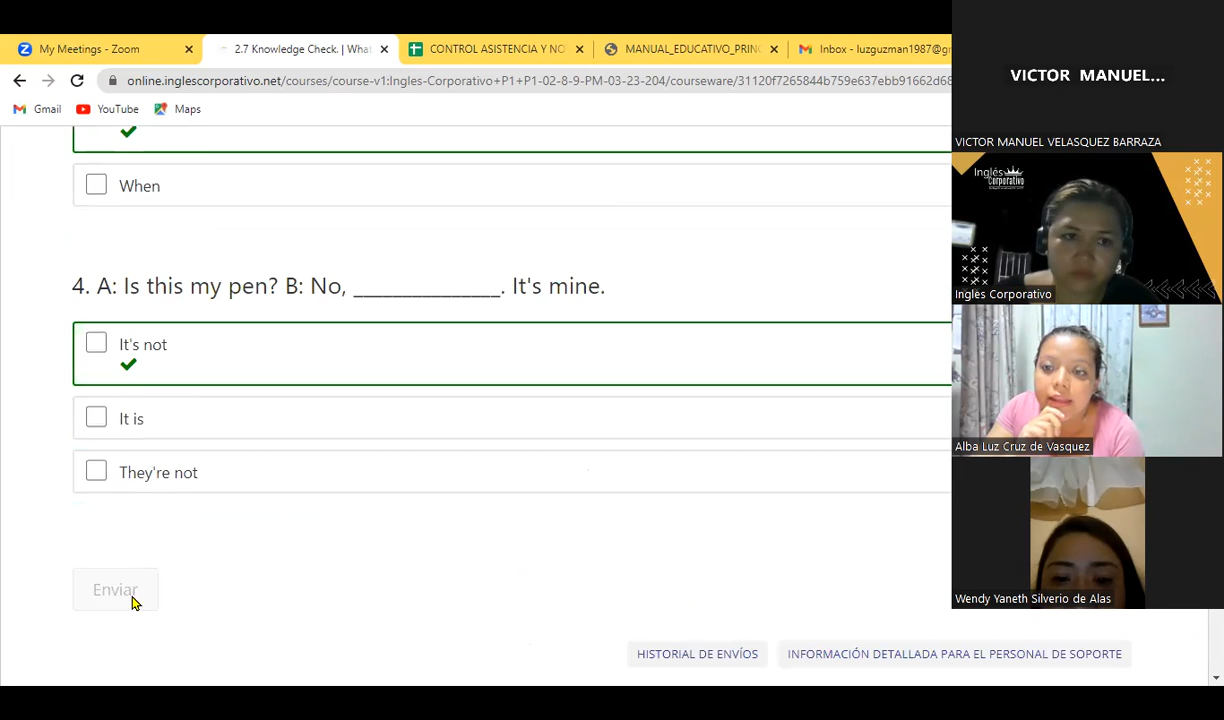 My Meetings - Zoom
2.7 Knowledge Check. | What
CONTROL ASISTENCIA Y NO
MANUAL_EDUCATIVO_PRIN
Inbox - luzguzman1987@g
online.inglescorporativo.net/courses/course-v1:Ingles-Corporativo+P1+P1-02-8-9-PM-03-23-204/courseware/31120f7265844b759e637ebb91662d68
Gmail
YouTube
Maps
When
4. A: Is this my pen? B: No, ________________. It's mine.
It's not
It is
They're not
Enviar
HISTORIAL DE ENVÍOS
INFORMACIÓN DETALLADA PARA EL PERSONAL DE SOPORTE
VICTOR MANUEL...
VICTOR MANUEL VELASQUEZ BARRAZA
Inglés
Corporativo
Inglés Corporativo
Alba Luz Cruz de Vasquez
Wendy Yaneth Silverio de Alas